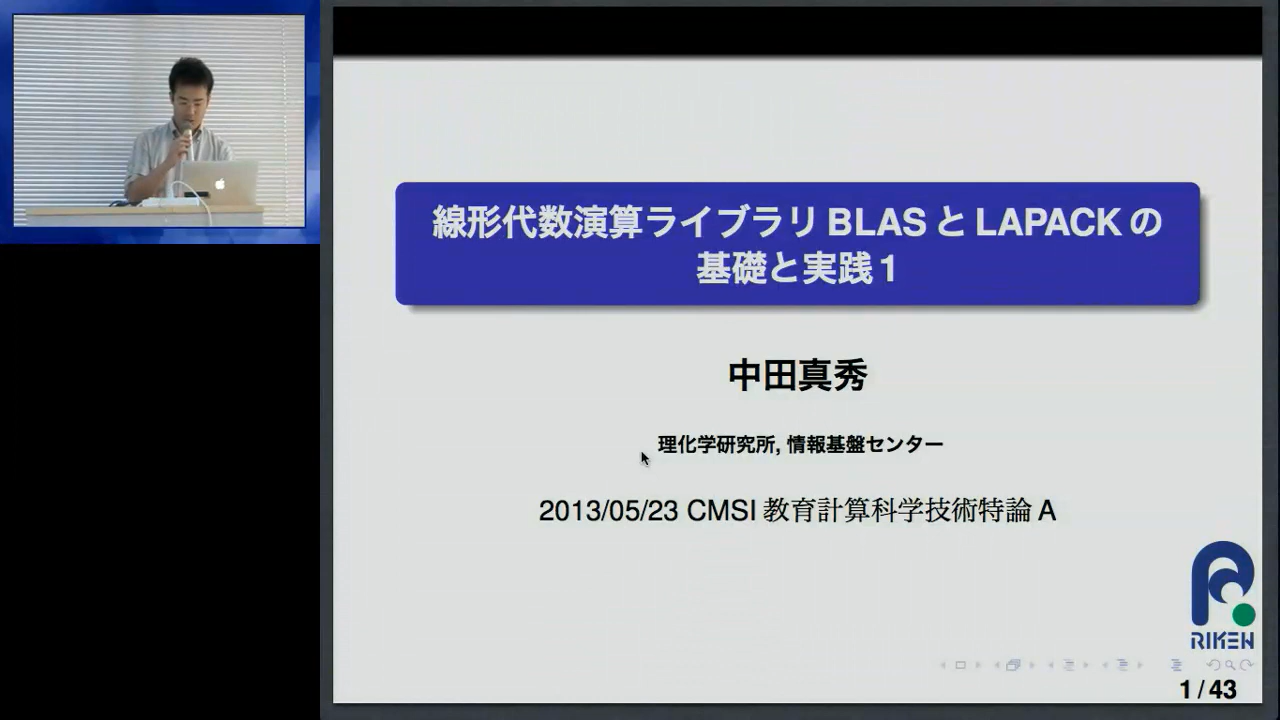 線形代数演算ライブラリ BLAS と LAPACK の
基礎と実践 1
中田真秀
理化学研究所, 情報基盤センター
2013/05/23 CMSI 教育計算科学技術特論 A
RIKEN
1 / 43